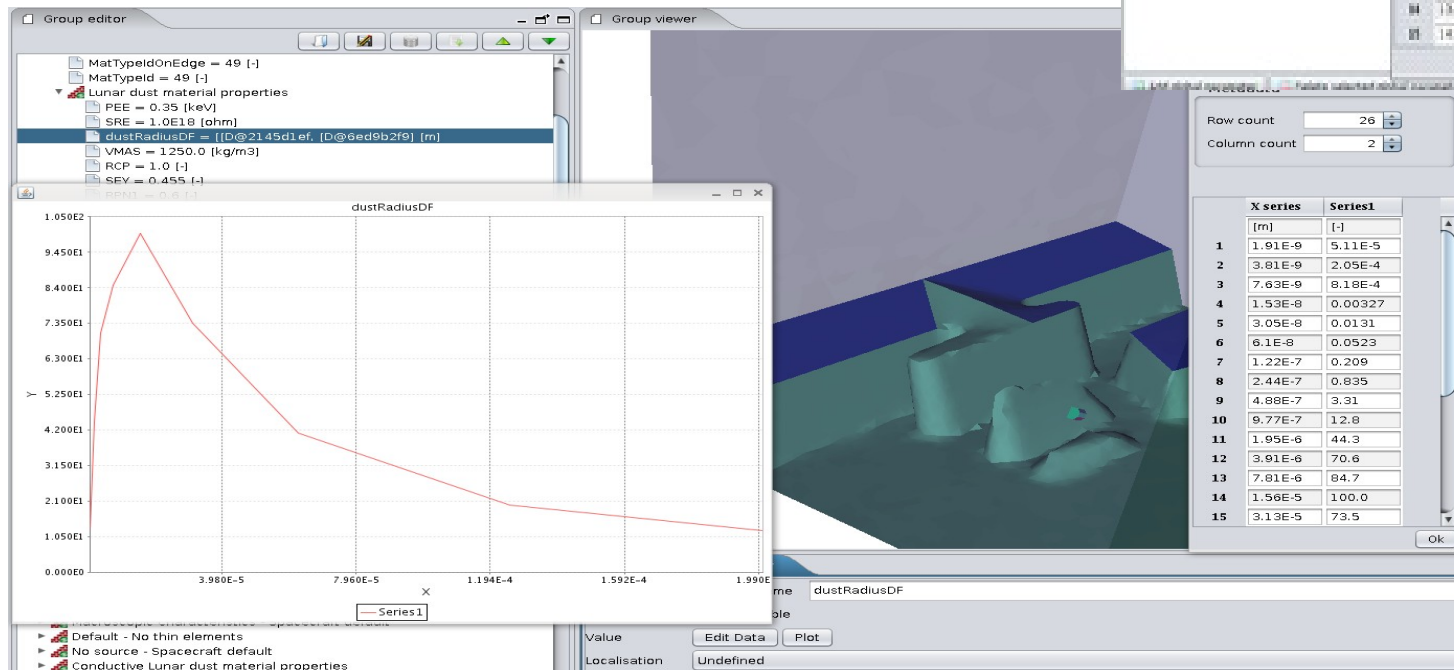 Group editor
MatTypeIdOnEdge = 49 [-]
MatTypeId = 49 [-]
Lunar dust material properties
PEE = 0.35 [keV]
SRE = 1.0E18 [ohm]
dustRadiusDF = [[D@2145d1ef, [D@6ed9b2f9] [m]
VMAS = 1250.0 [kg/m3]
RCP = 1.0 [-]
SEY = 0.455 [-]
dustRadiusDF
1.050E2
9.450E1
8.400E1
7.350E1
6.300E1
5.250E1
4.200E1
3.150E1
2.100E1
1.050E1
0.000E0
Y
3.980E-5 7.960E-5 1.194E-4 1.592E-4 1.990E
X
Series1
Default - No thin elements
No source - Spacecraft default
Conductive Lunar dust material properties
Group viewer
Metadata
Row count 26
Column count 2
X series Series1
[m] [-]
1 1.91E-9 5.11E-5
2 3.81E-9 2.05E-4
3 7.63E-9 8.18E-4
4 1.53E-8 0.00327
5 3.05E-8 0.0131
6 6.1E-8 0.0523
7 1.22E-7 0.209
8 2.44E-7 0.835
9 4.88E-7 3.31
10 9.77E-7 12.8
11 1.95E-6 44.3
12 3.91E-6 70.6
13 7.81E-6 84.7
14 1.56E-5 100.0
15 3.13E-5 73.5
Ok
me dustRadiusDF
ble
Value Edit Data Plot
Localisation Undefined